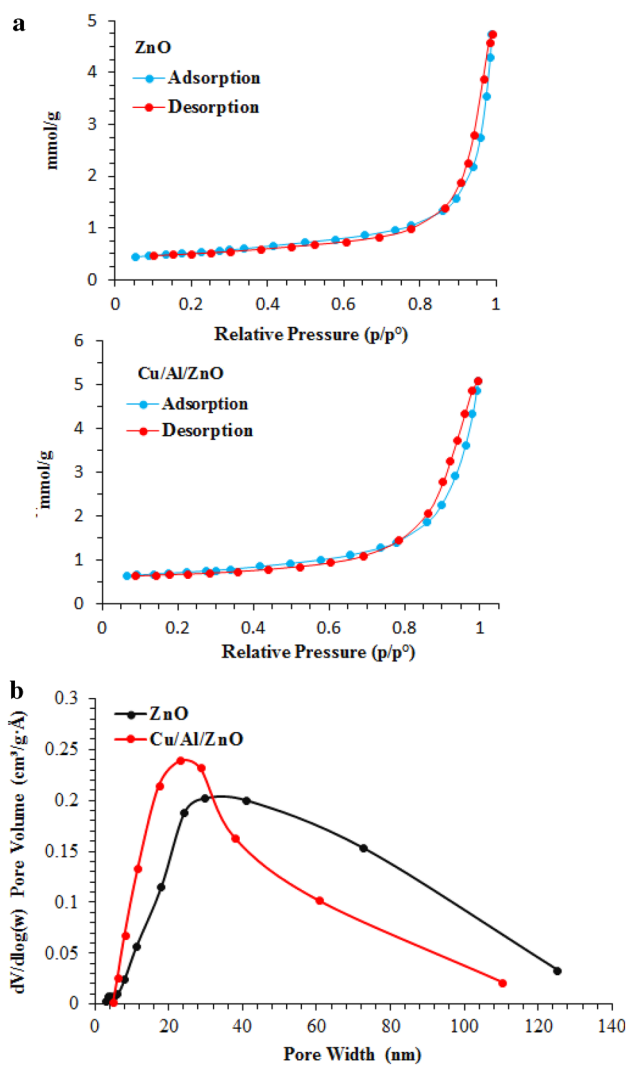 a
5
4
3
2
1
0
mmol/g
ZnO
Adsorption
Desorption
0 0.2 0.4 0.6 0.8 1
Relative Pressure (p/p°)
6
5
4
3
2
1
0
mmol/g
Cu/Al/ZnO
Adsorption
Desorption
0 0.2 0.4 0.6 0.8 1
Relative Pressure (p/p°)
b
0.3
0.25
0.2
0.15
0.1
0.05
0
dV/dlog(w) Pore Volume (cm³/g·Å)
ZnO
Cu/Al/ZnO
0 20 40 60 80 100 120 140
Pore Width (nm)